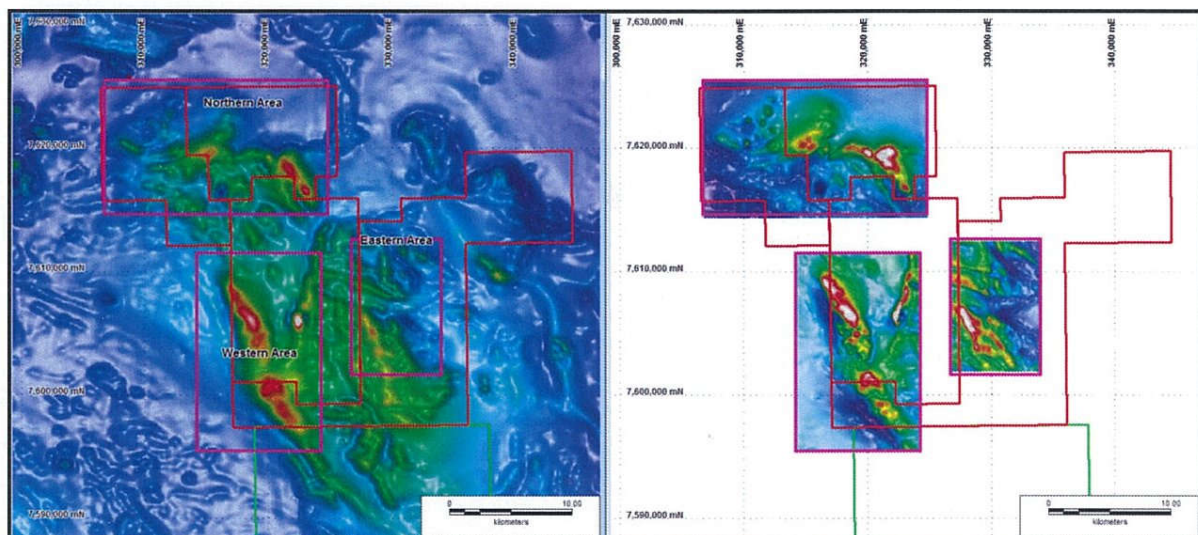 300,000 mE
310,000 mE
320,000 mE
330,000 mE
340,000 mE
7,630,000 mN
Northern Area
7,620,000 mN
Eastern Area
7,610,000 mN
Western Area
7,600,000 mN
7,590,000 mN
0 10.00
kilometers
300,000 mE
310,000 mE
320,000 mE
330,000 mE
340,000 mE
7,630,000 mN
7,620,000 mN
7,610,000 mN
7,600,000 mN
7,590,000 mN
0 10.00
kilometers